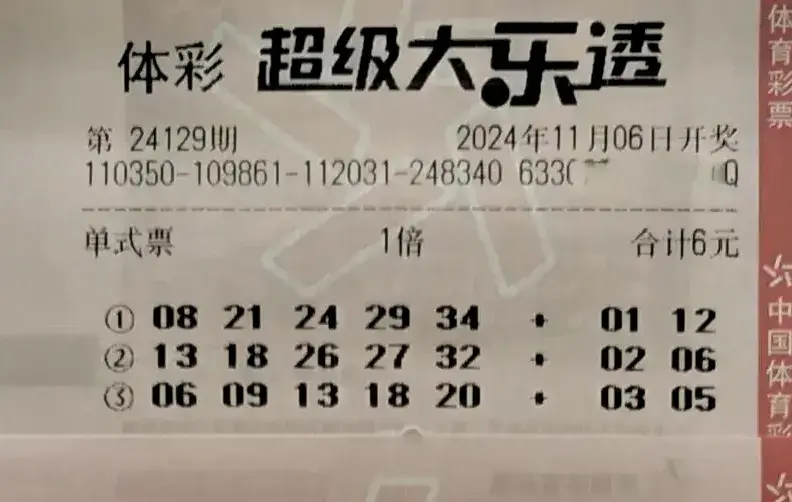 体彩 超级大乐透
第 24129期 2024年11月06日开奖
110350-109861-112031-248340 633 Q
单式票 1倍 合计6元
① 08 21 24 29 34 + 01 12
② 13 18 26 27 32 + 02 06
③ 06 09 13 18 20 + 03 05
体育彩票
中国体育彩